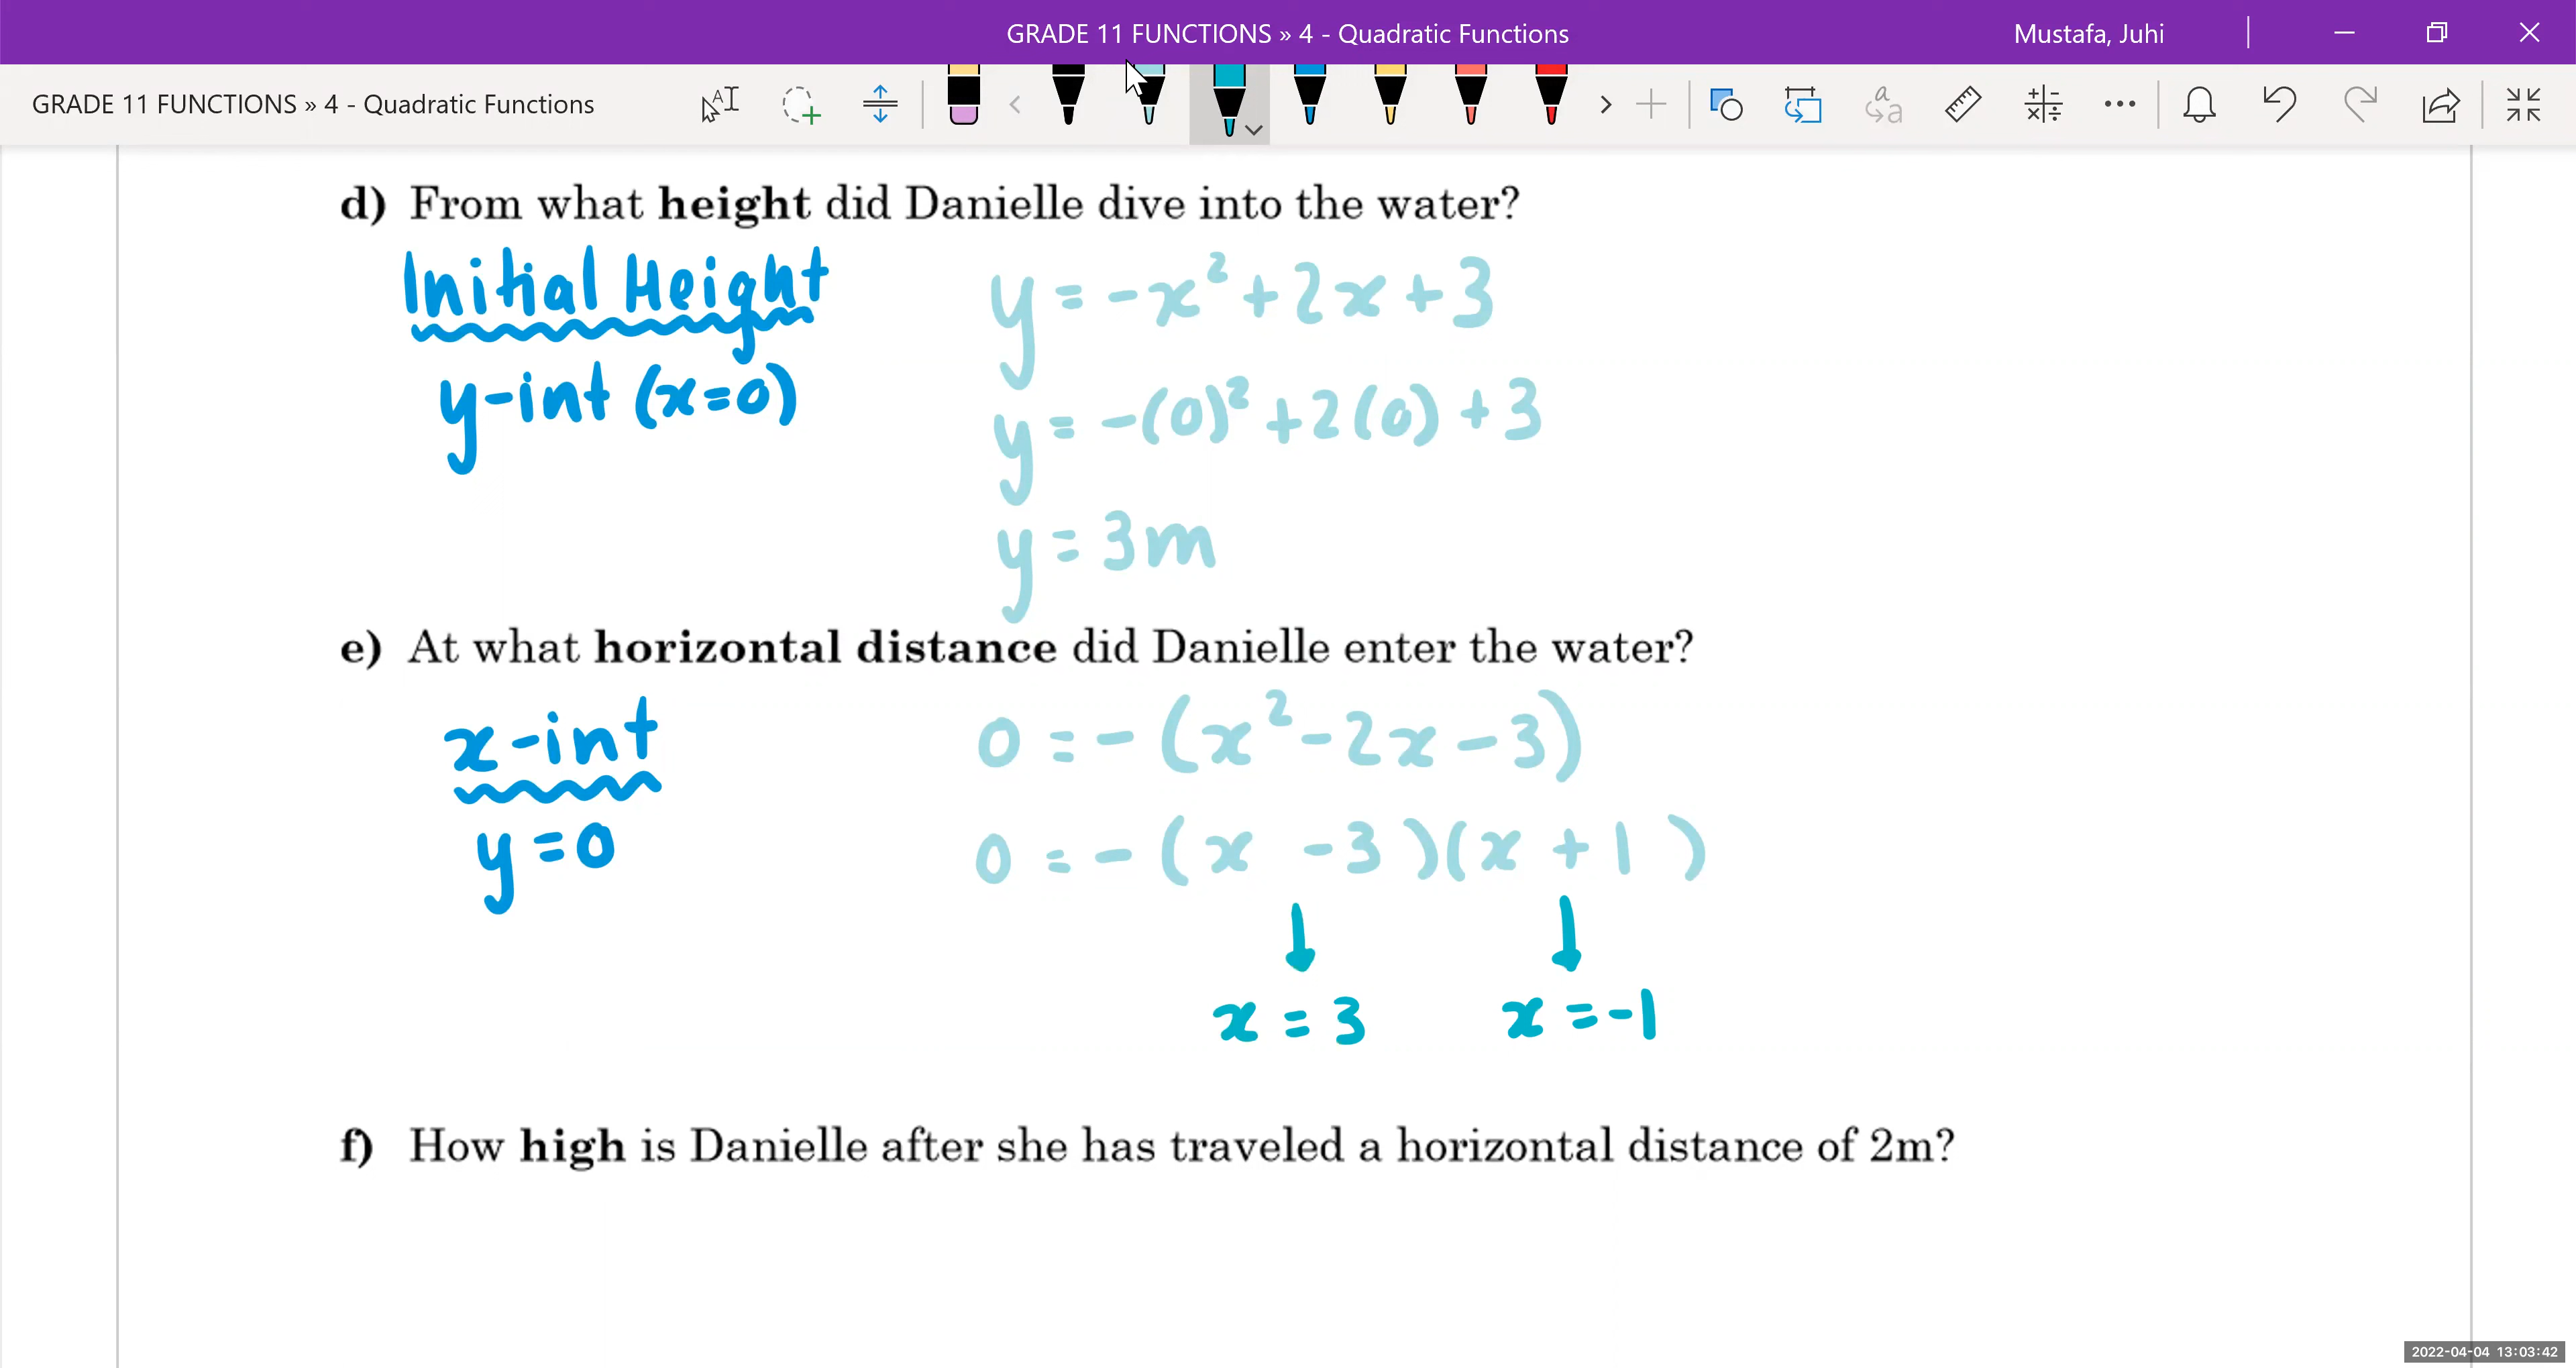 GRADE 11 FUNCTIONS » 4 - Quadratic Functions
Mustafa, Juhi
GRADE 11 FUNCTIONS » 4 - Quadratic Functions
d) From what height did Danielle dive into the water?
Initial Height
y = -x² + 2x + 3
y-int (x=0)
y = -(0)² + 2(0) + 3
y = 3m
e) At what horizontal distance did Danielle enter the water?
x-int
0 = -(x² - 2x - 3)
y=0
0 = -(x - 3)(x + 1)
x = 3 x = -1
f) How high is Danielle after she has traveled a horizontal distance of 2m?
2022-04-04 13:03:42